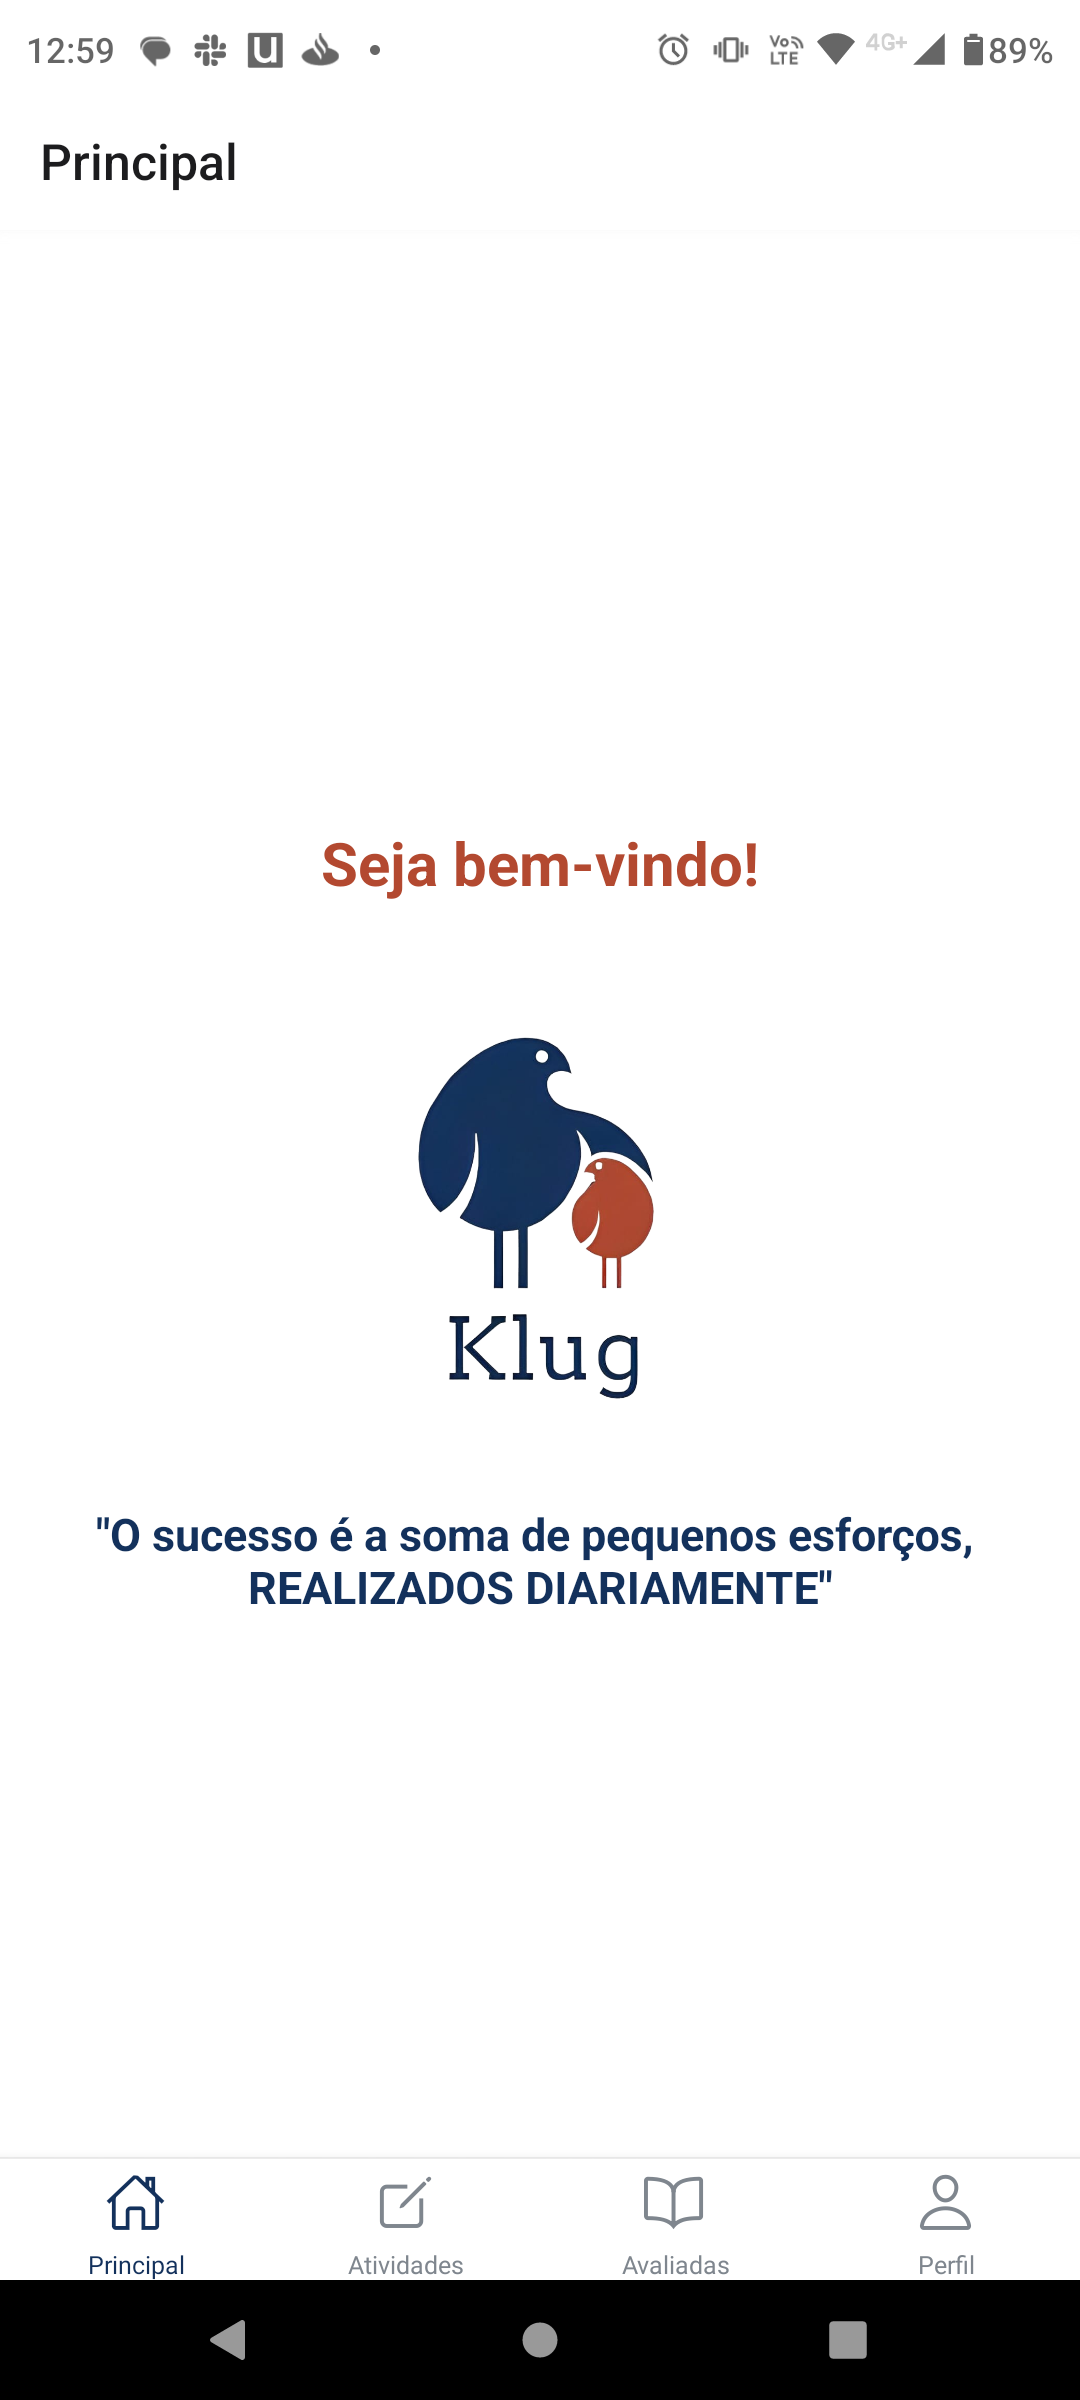 12:59
Vo
LTE
4G+
89%
Principal
Seja bem-vindo!
Klug
"O sucesso é a soma de pequenos esforços,
REALIZADOS DIARIAMENTE"
Principal
Atividades
Avaliadas
Perfil